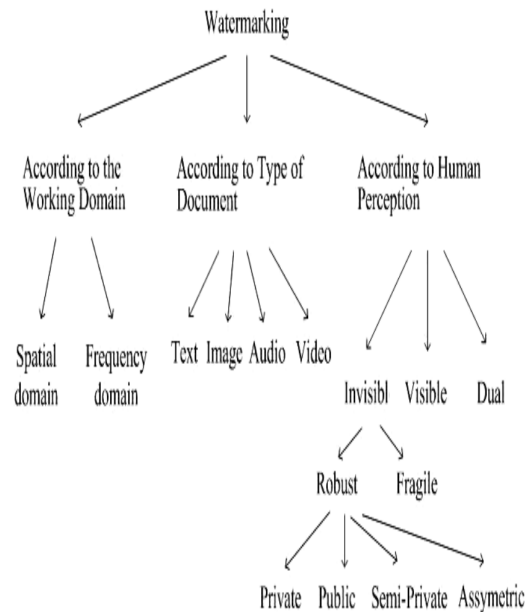 Watermarking
According to the
Working Domain
According to Type of
Document
According to Human
Perception
Spatial
domain
Frequency
domain
Text
Image
Audio
Video
Invisibl
Visible
Dual
Robust
Fragile
Private
Public
Semi-Private
Assymetric